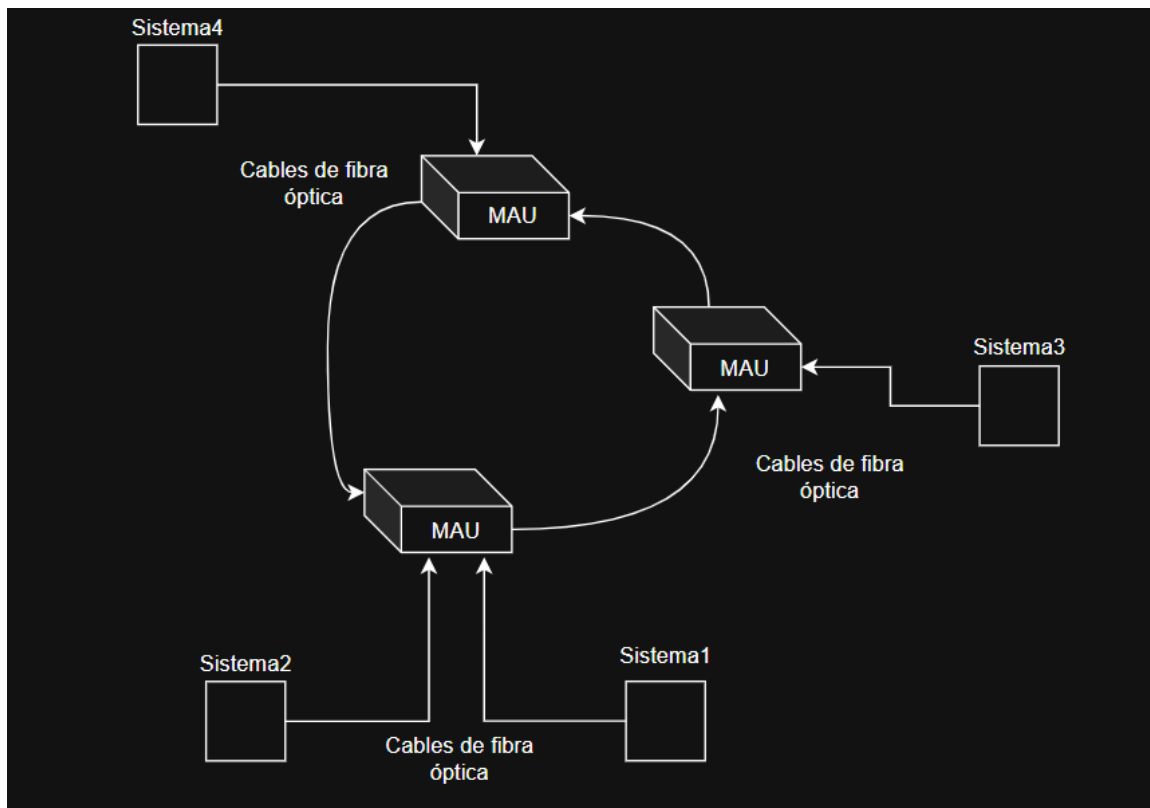 Sistema4
Cables de fibra
óptica
MAU
MAU
Sistema3
Cables de fibra
óptica
MAU
Sistema2
Sistema1
Cables de fibra
óptica